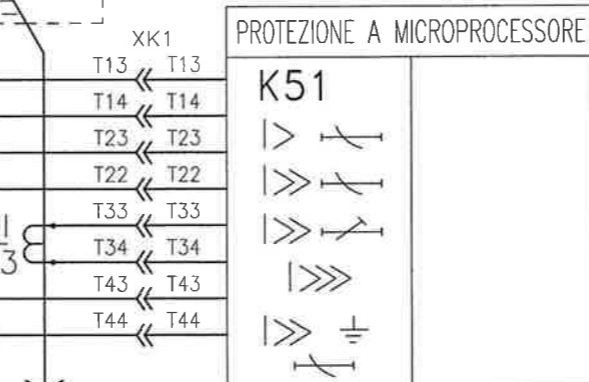 PROTEZIONE A MICROPROCESSORE
XK1
K51
T13 T13
T14 T14
T23 T23
T22 T22
T33 T33
T34 T34
T43 T43
T44 T44
I>
I>>
I>>
I>>>
I>>
3